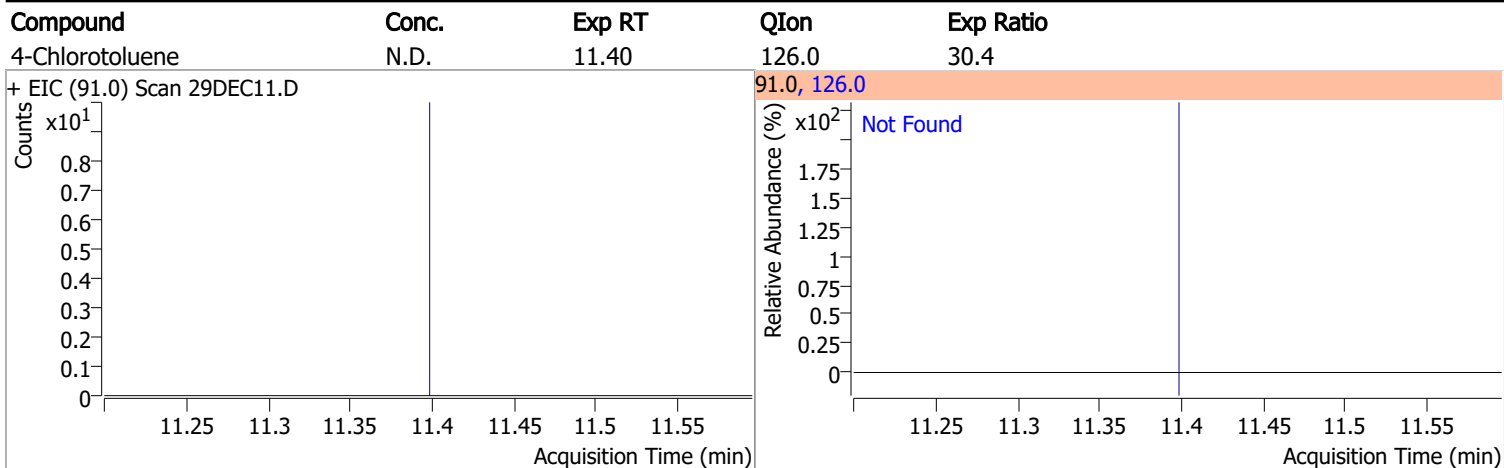 Compound Conc. Exp RT QIon Exp Ratio
4-Chlorotoluene N.D. 11.40 126.0 30.4
+ EIC (91.0) Scan 29DEC11.D
Counts
x10¹
0.8
0.7
0.6
0.5
0.4
0.3
0.2
0.1
0
11.25 11.3 11.35 11.4 11.45 11.5 11.55
Acquisition Time (min)
91.0, 126.0
Relative Abundance (%)
x10²
Not Found
1.75
1.5
1.25
1
0.75
0.5
0.25
0
11.25 11.3 11.35 11.4 11.45 11.5 11.55
Acquisition Time (min)